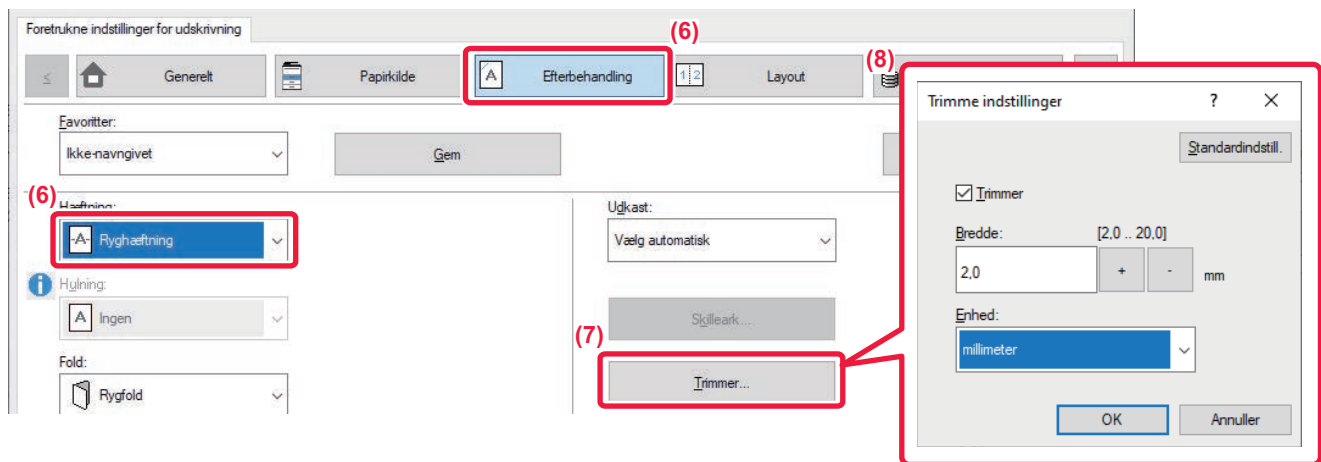 Foretrukne indstillinger for udskrivning
(6)
≤ Generelt Papirkilde A Efterbehandling 1 2 Layout
(8)
Favoritter:
Ikke-navngivet Gem
(6)
Hæftning:
-A- Ryghæftning
Hulning:
A Ingen
Fold:
Rygfold
Udkast:
Vælg automatisk
Skilleark...
(7)
Trimmer...
Trimme indstillinger ? ×
Standardindstill.
Trimmer
Bredde: [2,0 .. 20,0]
2,0 + - mm
Enhed:
millimeter
OK Annuller